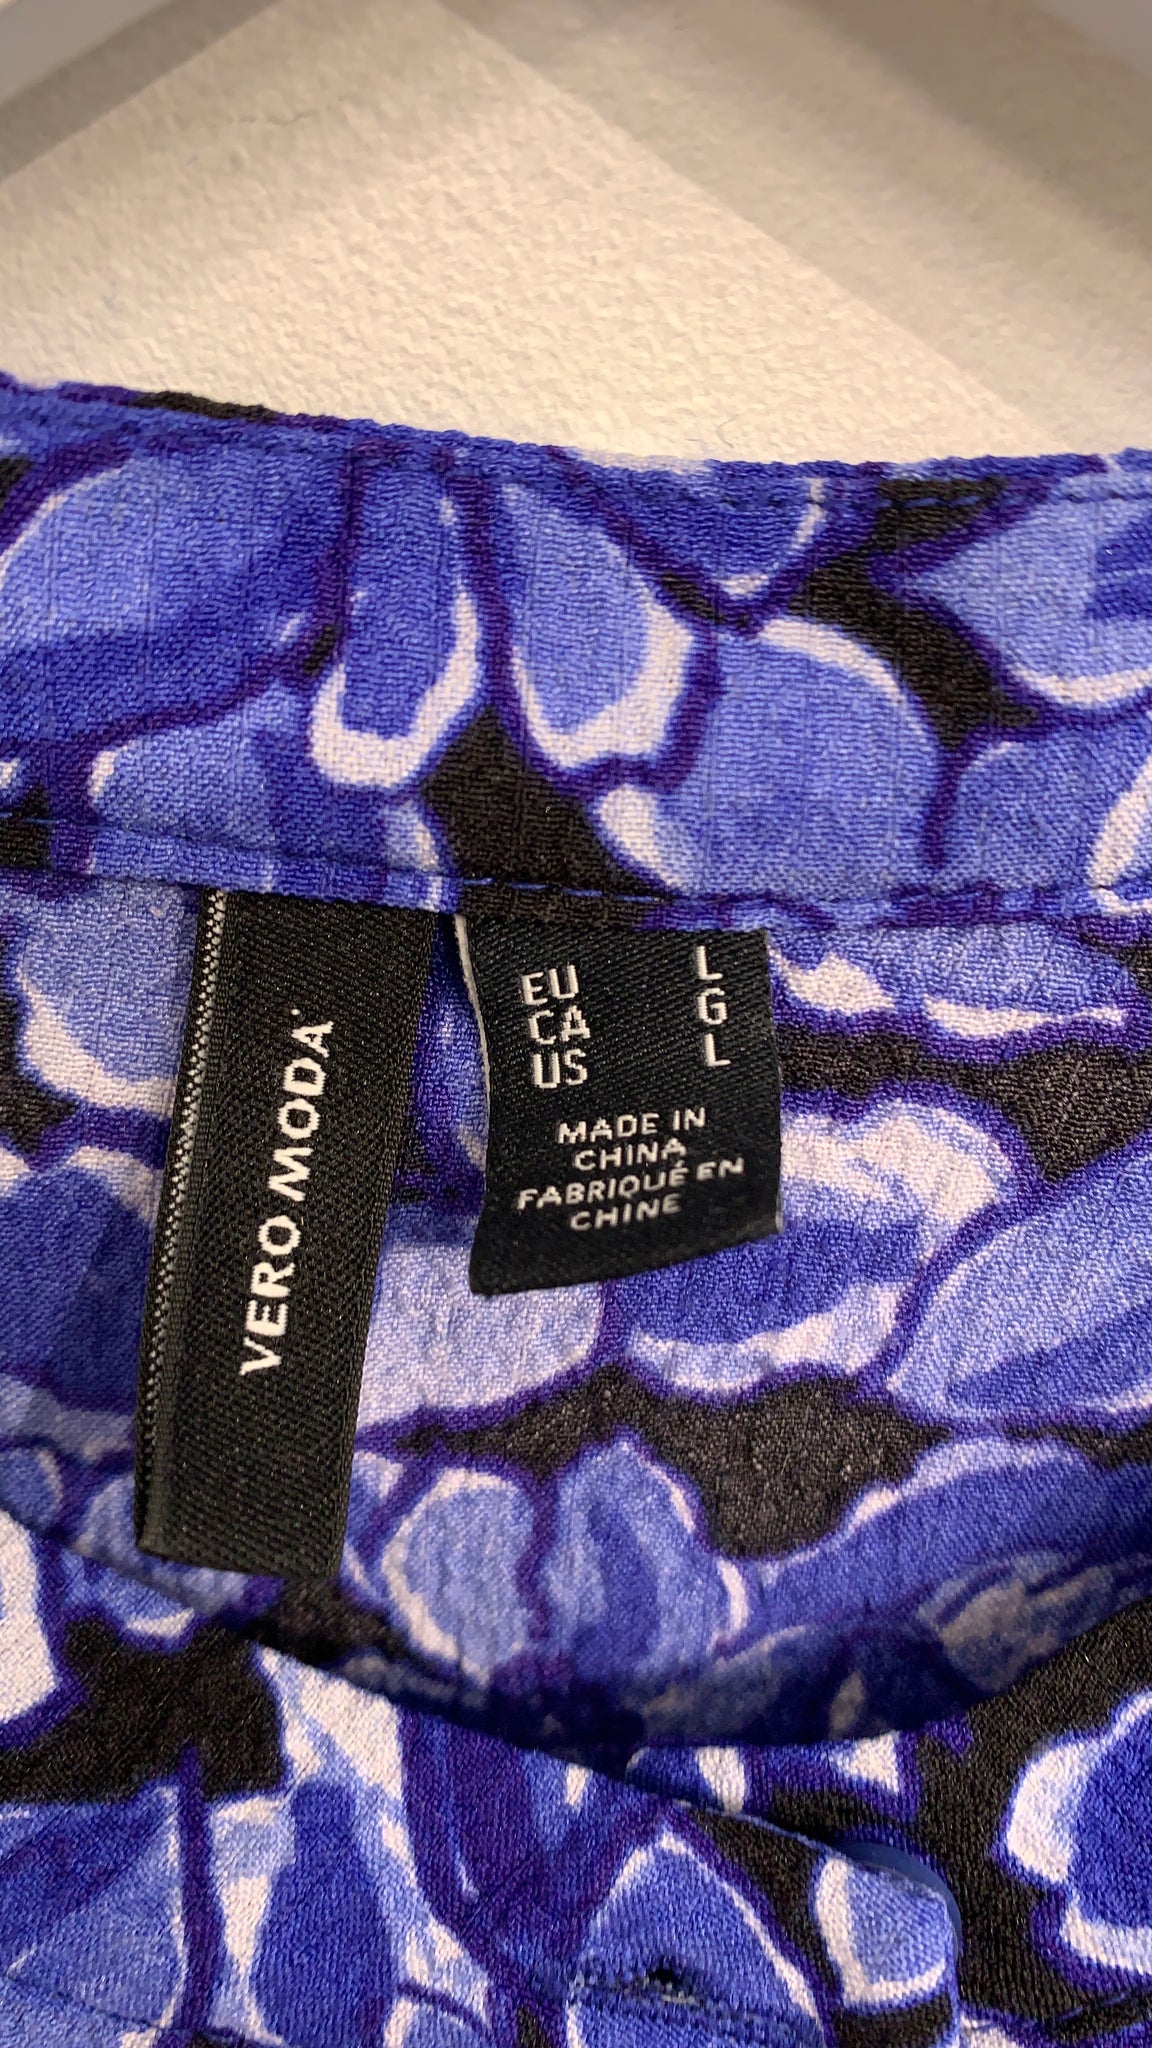 VERO MODA
EU L
CA G
US L
MADE IN
CHINA
FABRIQUÉ EN
CHINE